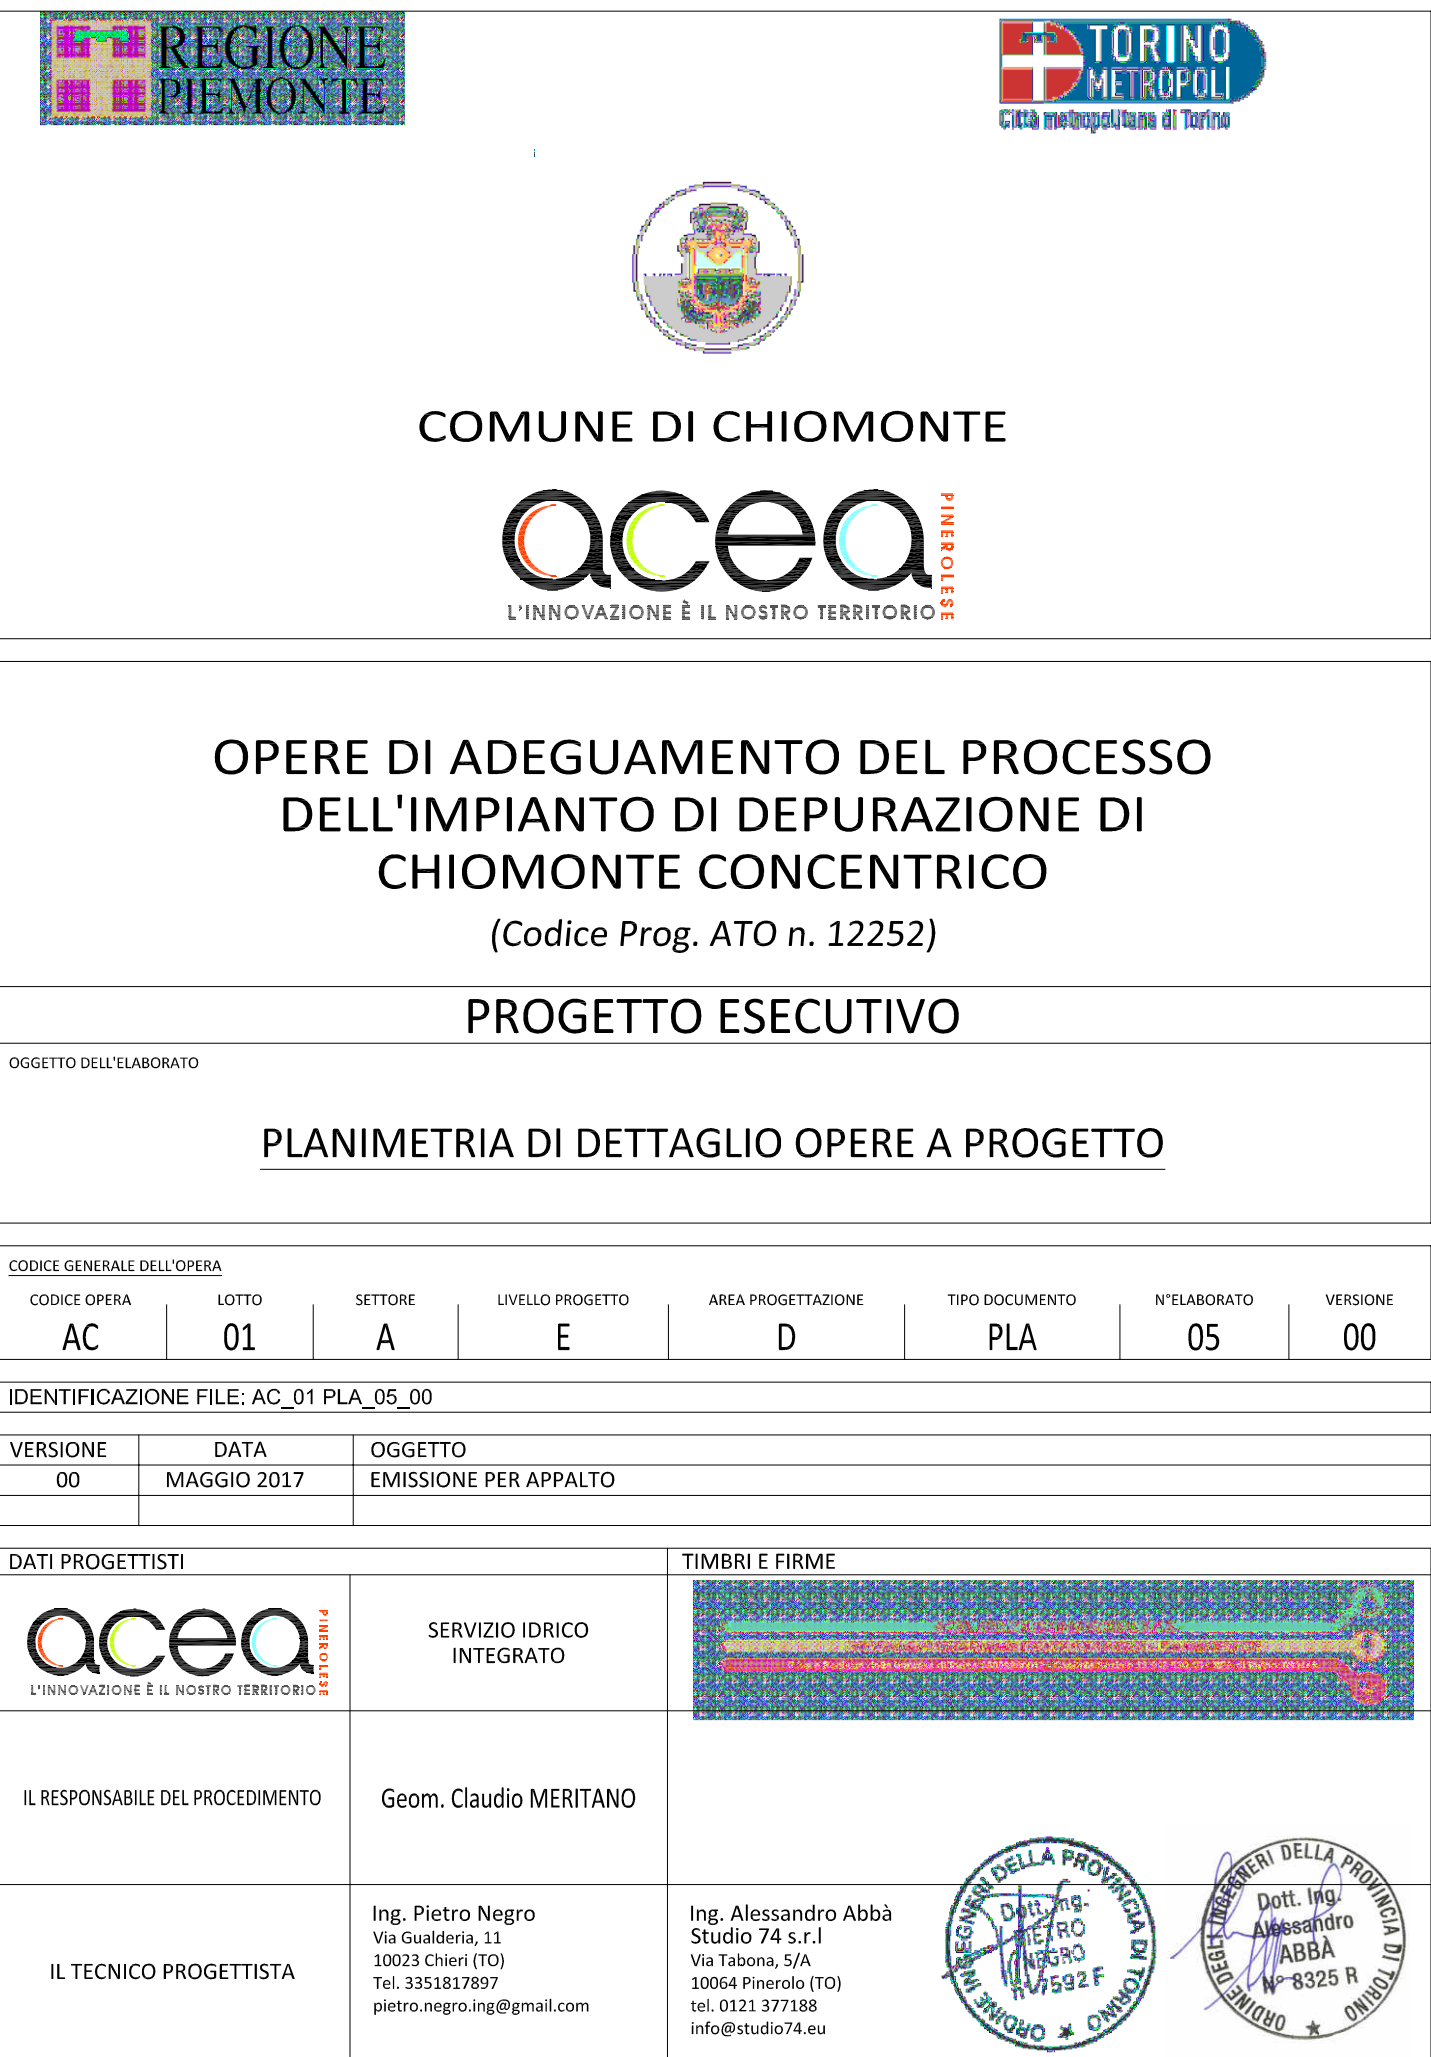 REGIONE
PIEMONTE
TORINO
METROPOLI
Città metropolitana di Torino
COMUNE DI CHIOMONTE
acea
PINEROLESE
L'INNOVAZIONE È IL NOSTRO TERRITORIO
OPERE DI ADEGUAMENTO DEL PROCESSO
DELL'IMPIANTO DI DEPURAZIONE DI
CHIOMONTE CONCENTRICO
(Codice Prog. ATO n. 12252)
PROGETTO ESECUTIVO
OGGETTO DELL'ELABORATO
PLANIMETRIA DI DETTAGLIO OPERE A PROGETTO
CODICE GENERALE DELL'OPERA
CODICE OPERA LOTTO SETTORE LIVELLO PROGETTO AREA PROGETTAZIONE TIPO DOCUMENTO N°ELABORATO VERSIONE
AC 01 A E D PLA 05 00
IDENTIFICAZIONE FILE: AC_01 PLA_05_00
VERSIONE DATA OGGETTO
00 MAGGIO 2017 EMISSIONE PER APPALTO
DATI PROGETTISTI TIMBRI E FIRME
acea
PINEROLESE
L'INNOVAZIONE È IL NOSTRO TERRITORIO
SERVIZIO IDRICO
INTEGRATO
IL RESPONSABILE DEL PROCEDIMENTO
Geom. Claudio MERITANO
IL TECNICO PROGETTISTA
Ing. Pietro Negro
Via Gualderia, 11
10023 Chieri (TO)
Tel. 3351817897
pietro.negro.ing@gmail.com
Ing. Alessandro Abbà
Studio 74 s.r.l
Via Tabona, 5/A
10064 Pinerolo (TO)
tel. 0121 377188
info@studio74.eu
ORDINE INGEGNERI DELLA PROVINCIA DI TORINO
Dott. Ing.
PIETRO
NEGRO
ORDINE DEGLI INGEGNERI DELLA PROVINCIA DI TORINO
Dott. Ing.
Alessandro
ABBÀ
N° 8325 R